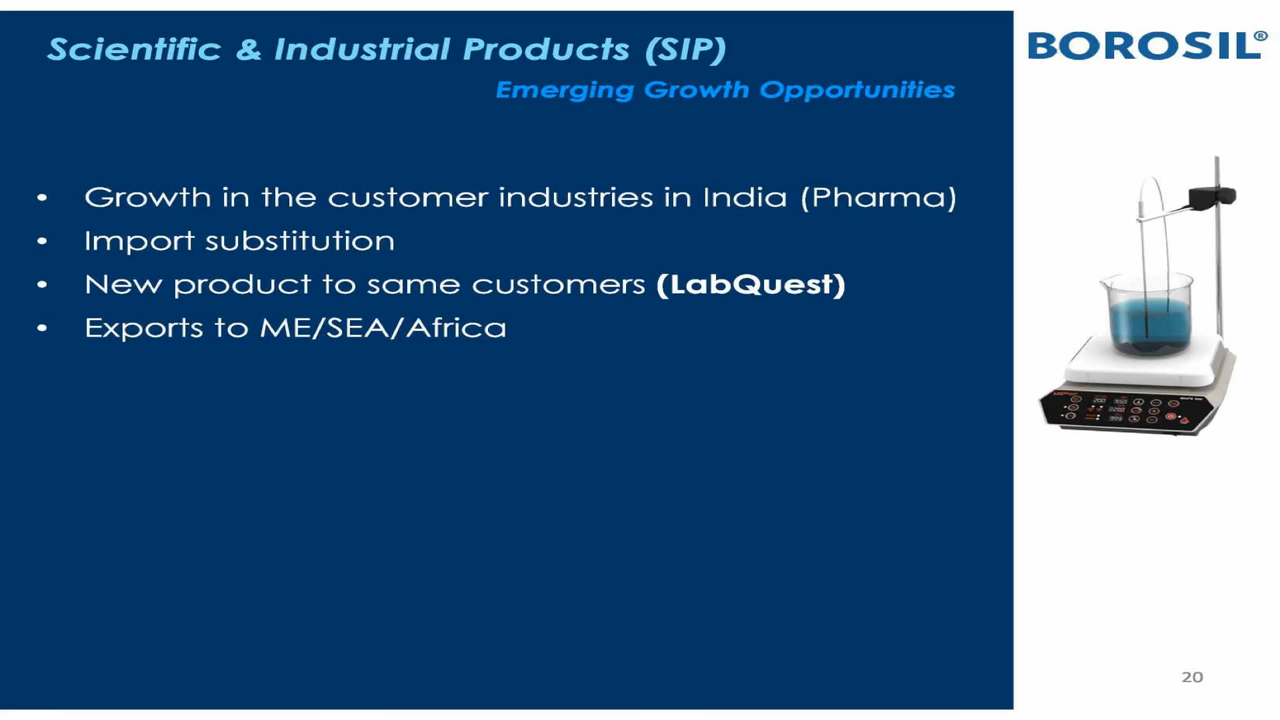 Scientific & Industrial Products (SIP)
Emerging Growth Opportunities
BOROSIL®
• Growth in the customer industries in India (Pharma)
• Import substitution
• New product to same customers (LabQuest)
• Exports to ME/SEA/Africa
20